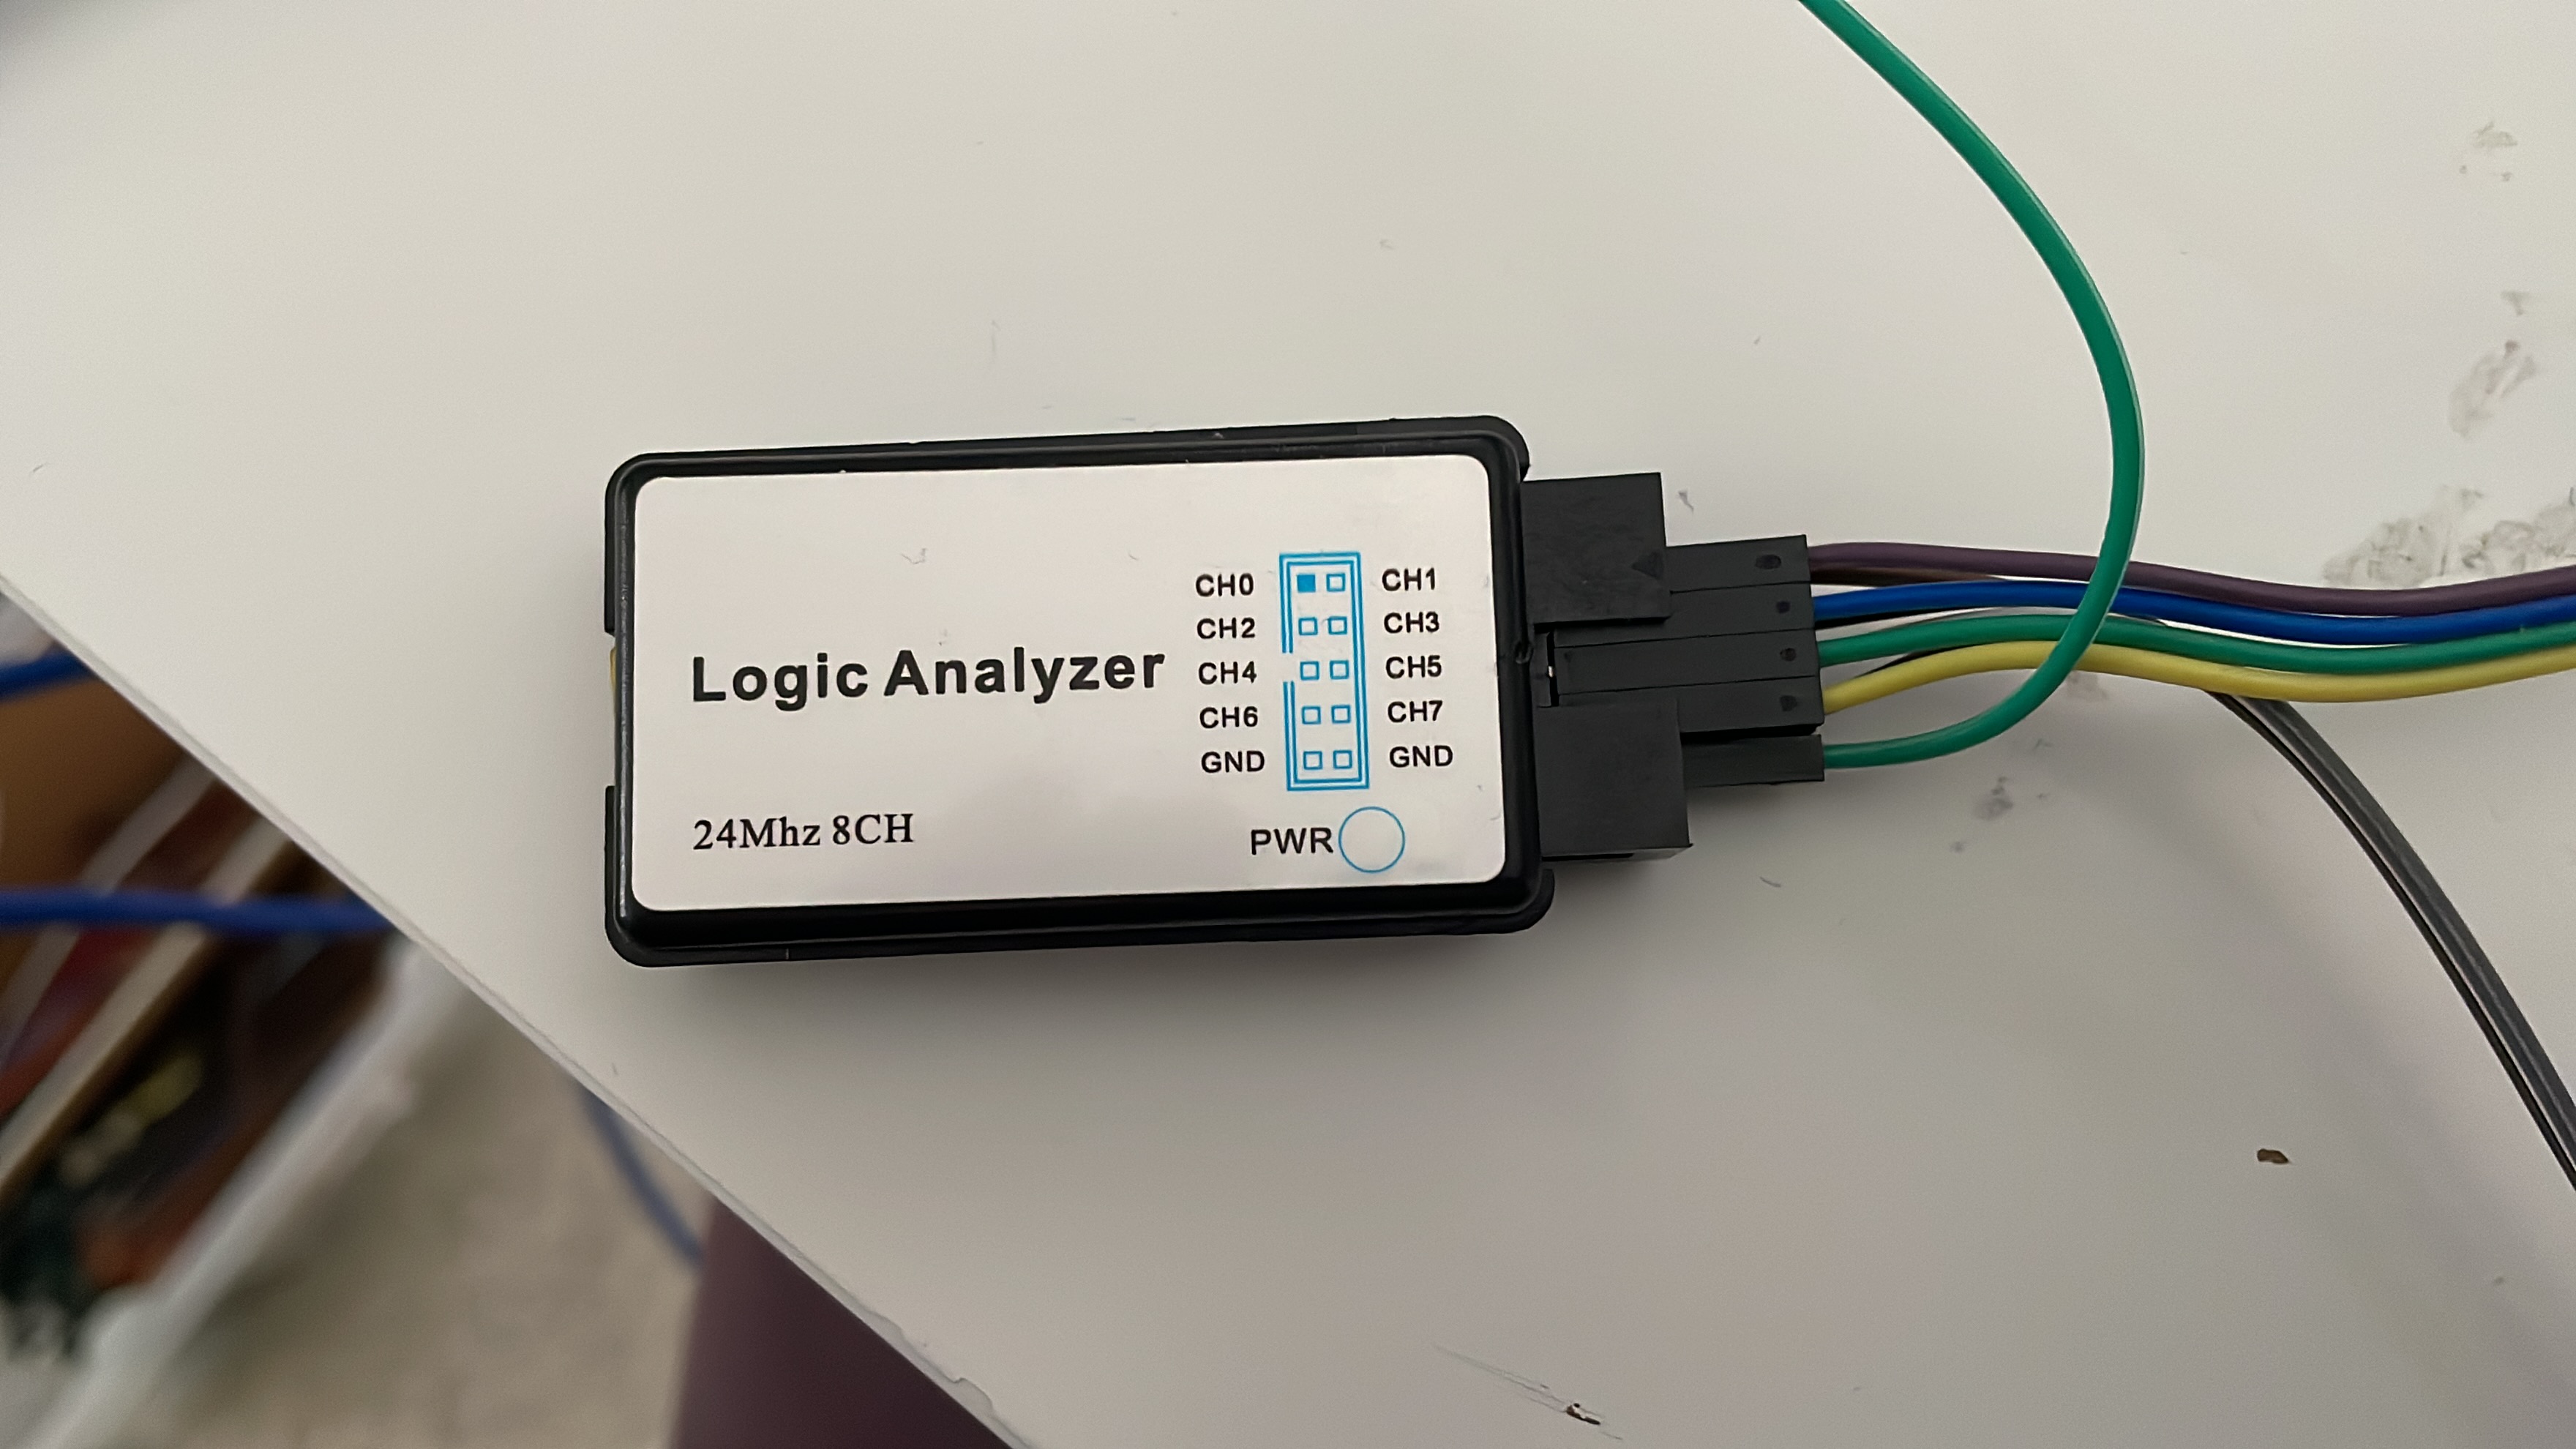 Logic Analyzer
24Mhz 8CH
CH0 CH1
CH2 CH3
CH4 CH5
CH6 CH7
GND GND
PWR